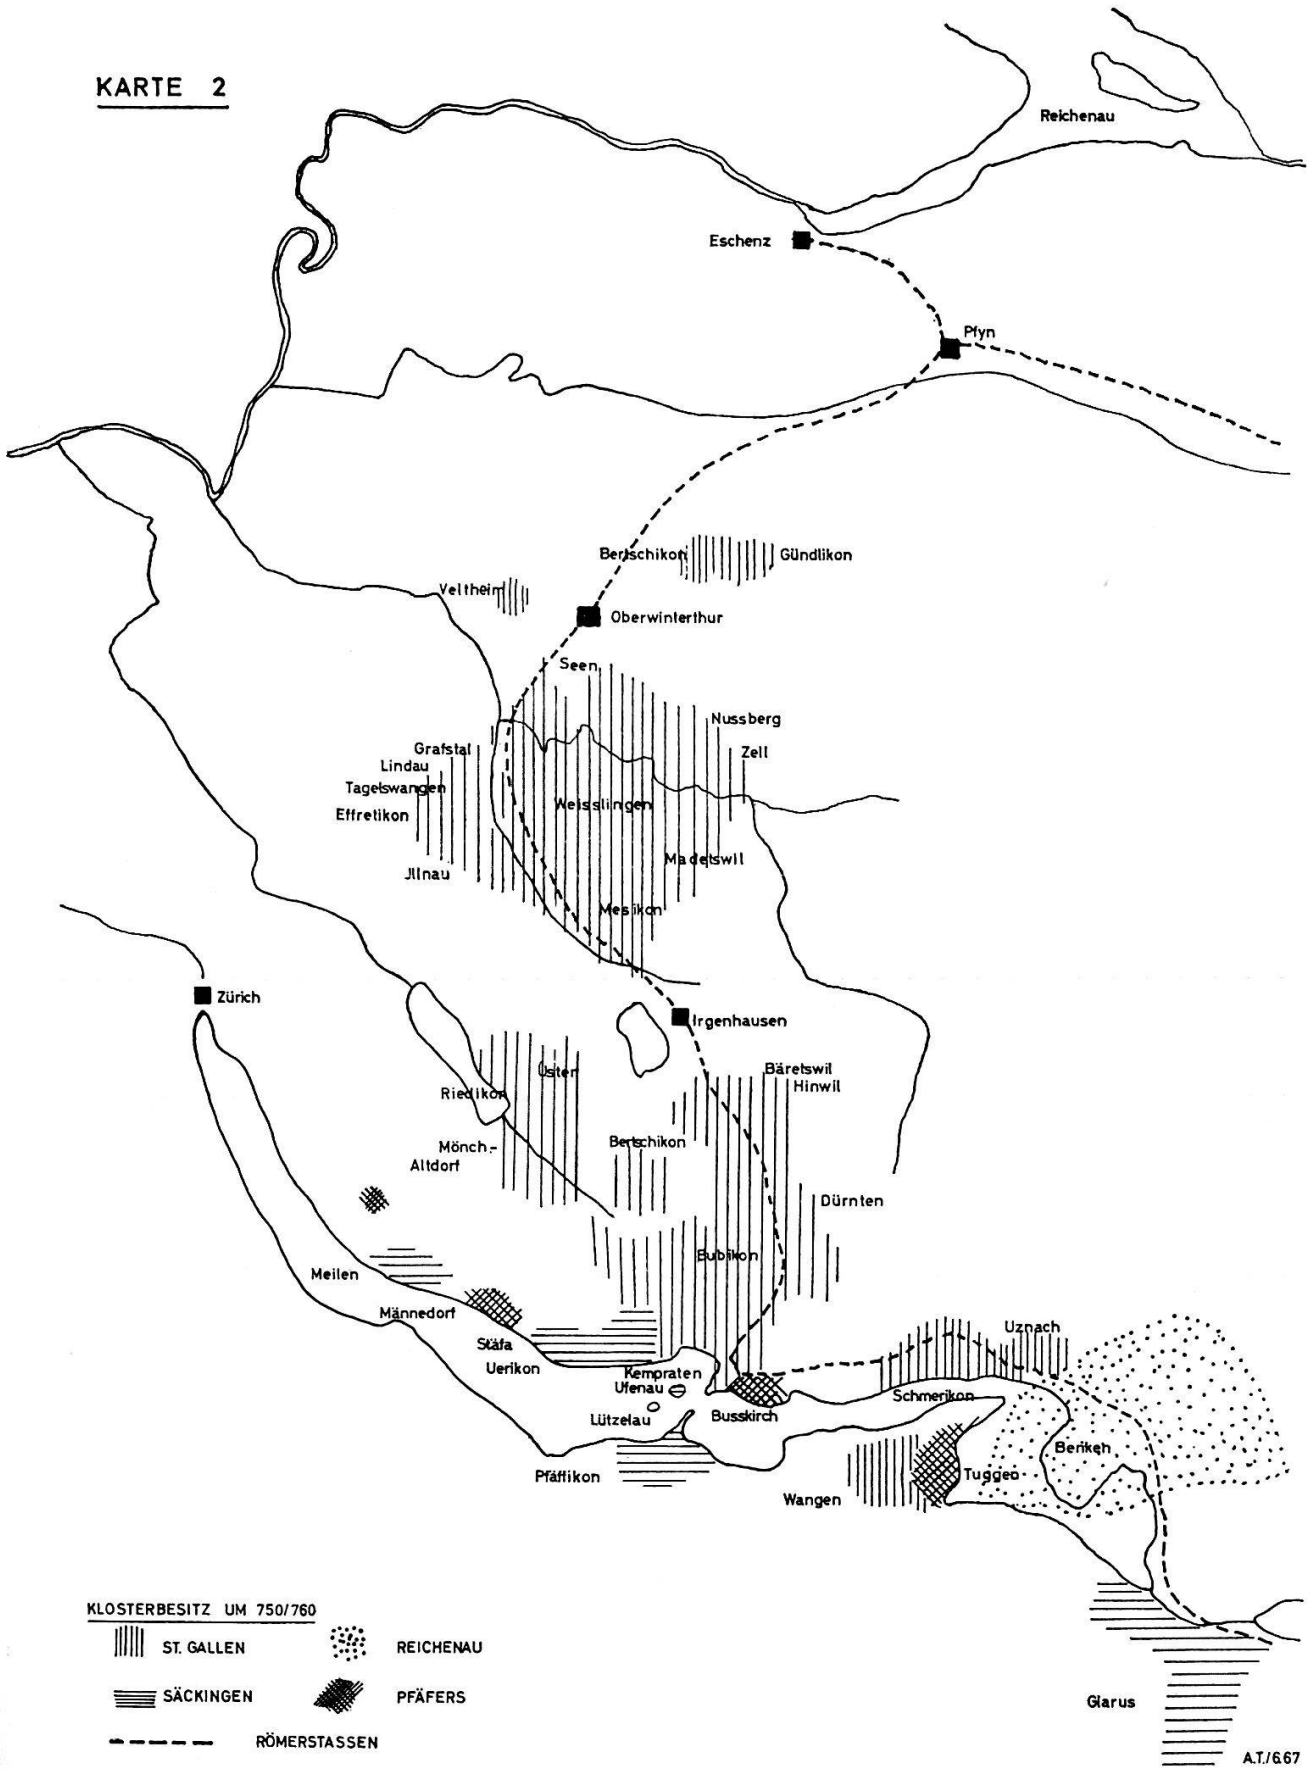 KARTE 2
Reichenau
Eschenz
Pfyn
Bertschikon
Gündlikon
Veltheim
Oberwinterthur
Seen
Nussberg
Grafstal
Zell
Lindau
Tagelswangen
Weisslingen
Effretikon
Madetswil
Jllnau
Mesikon
Zürich
Irgenhausen
Uster
Bäretswil
Hinwil
Riedikon
Bertschikon
Mönch-
Altdorf
Dürnten
Bubikon
Meilen
Männedorf
Uznach
Stäfa
Uerikon
Kempraten
Ufenau
Schmerikon
Lützelau
Busskirch
Benken
Pfäffikon
Tuggen
Wangen
KLOSTERBESITZ UM 750/760
ST. GALLEN
REICHENAU
SÄCKINGEN
PFÄFERS
Glarus
RÖMERSTASSEN
A.T./6.67